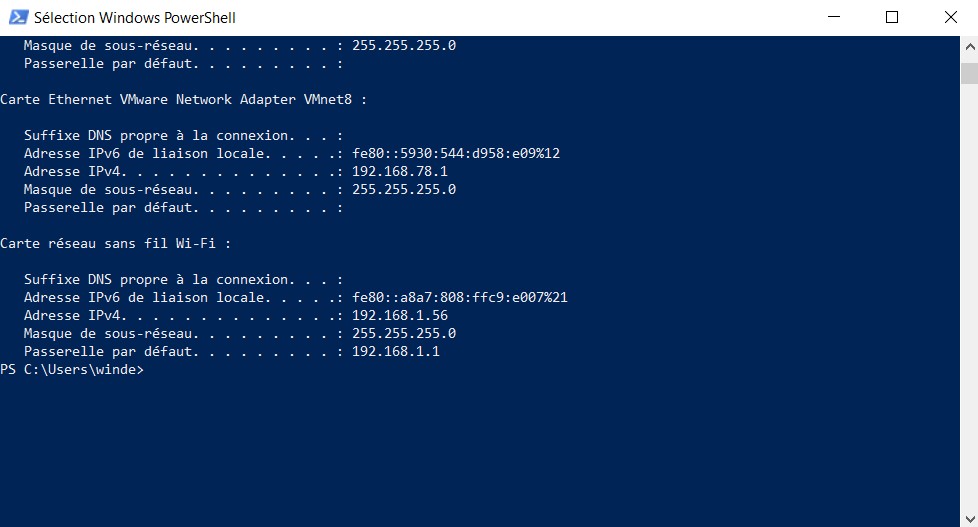 Sélection Windows PowerShell
Masque de sous-réseau. . . . . . . . . : 255.255.255.0
Passerelle par défaut. . . . . . . . . :
Carte Ethernet VMware Network Adapter VMnet8 :
Suffixe DNS propre à la connexion. . . :
Adresse IPv6 de liaison locale. . . . .: fe80::5930:544:d958:e09%12
Adresse IPv4. . . . . . . . . . . . . .: 192.168.78.1
Masque de sous-réseau. . . . . . . . . : 255.255.255.0
Passerelle par défaut. . . . . . . . . :
Carte réseau sans fil Wi-Fi :
Suffixe DNS propre à la connexion. . . :
Adresse IPv6 de liaison locale. . . . .: fe80::a8a7:808:ffc9:e007%21
Adresse IPv4. . . . . . . . . . . . . .: 192.168.1.56
Masque de sous-réseau. . . . . . . . . : 255.255.255.0
Passerelle par défaut. . . . . . . . . : 192.168.1.1
PS C:\Users\winde>